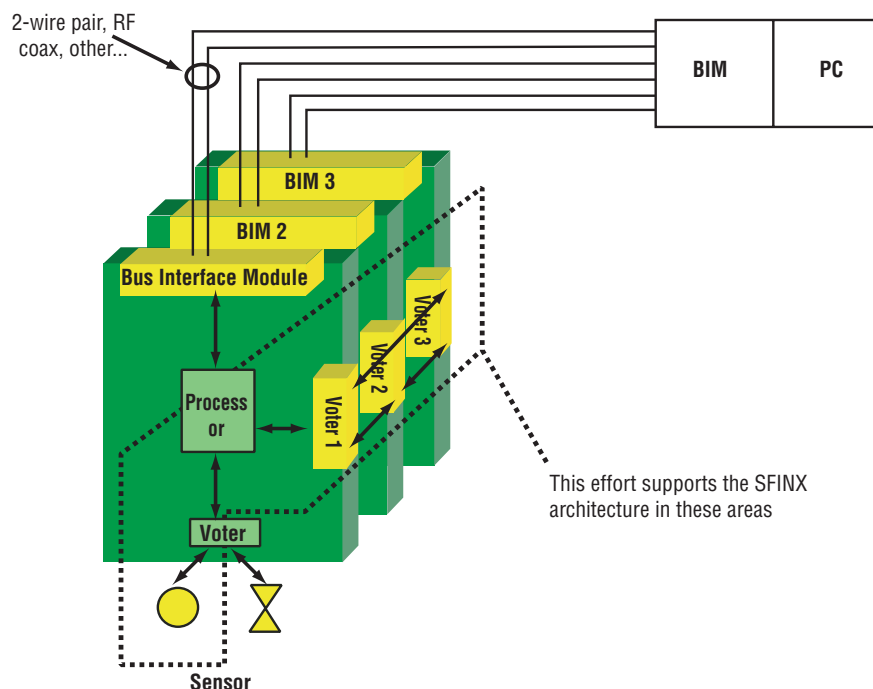 2-wire pair, RF
coax, other...
BIM
PC
BIM 3
BIM 2
Bus Interface Module
Voter 3
Voter 2
Voter 1
Process
or
This effort supports the SFINX
architecture in these areas
Voter
Sensor